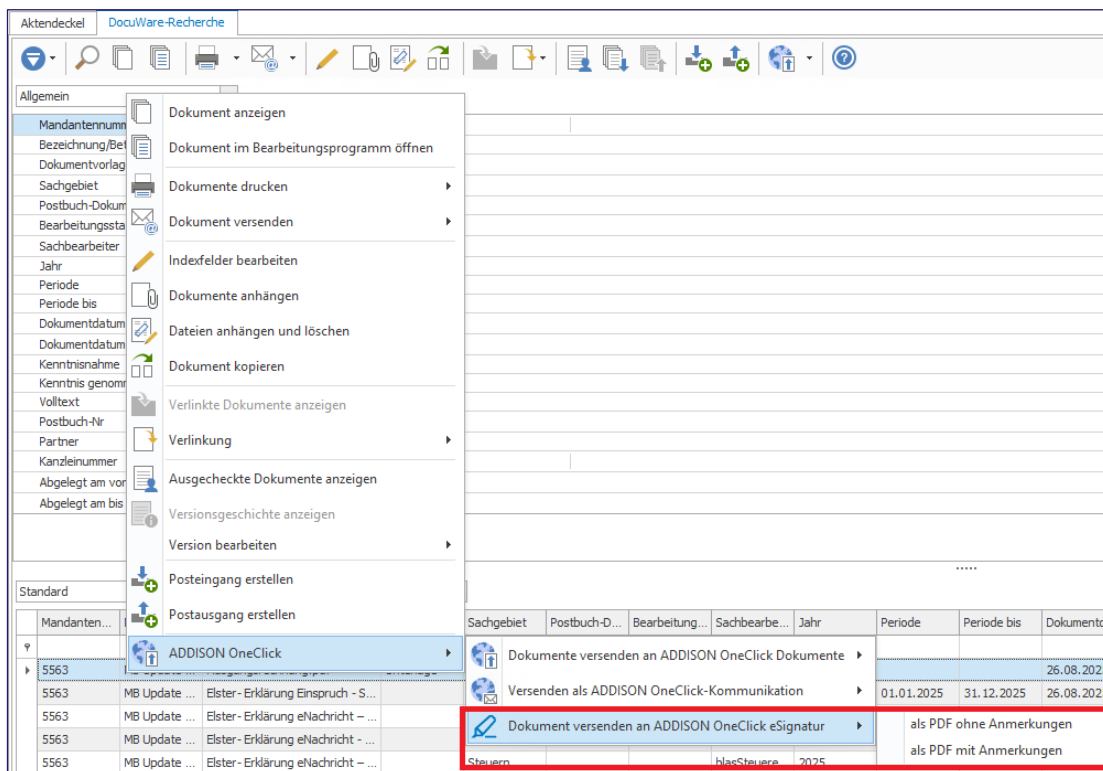 Aktendeckel DocuWare-Recherche
Allgemein
Dokument anzeigen
Dokument im Bearbeitungsprogramm öffnen
Dokumente drucken
Dokument versenden
Indexfelder bearbeiten
Dokumente anhängen
Dateien anhängen und löschen
Dokument kopieren
Verlinkte Dokumente anzeigen
Verlinkung
Ausgecheckte Dokumente anzeigen
Versionsgeschichte anzeigen
Version bearbeiten
Posteingang erstellen
Postausgang erstellen
ADDISON OneClick
Mandantennumm
Bezeichnung/Bet
Dokumentvorlag
Sachgebiet
Postbuch-Dokum
Bearbeitungssta
Sachbearbeiter
Jahr
Periode
Periode bis
Dokumentdatum
Dokumentdatum
Kenntnisnahme
Kenntnis genomm
Volltext
Postbuch-Nr
Partner
Kanzleinummer
Abgelegt am von
Abgelegt am bis
Standard
Mandanten... Sachgebiet Postbuch-D... Bearbeitung... Sachbearbe... Jahr Periode Periode bis Dokumentd
Dokumente versenden an ADDISON OneClick Dokumente
Versenden als ADDISON OneClick-Kommunikation
Dokument versenden an ADDISON OneClick eSignatur
als PDF ohne Anmerkungen
als PDF mit Anmerkungen
5563 26.08.202
5563 MB Update ... Elster-Erklärung Einspruch - S... 01.01.2025 31.12.2025 26.08.202
5563 MB Update ... Elster- Erklärung eNachricht – ...
5563 MB Update ... Elster- Erklärung eNachricht - ...
5563 MB Update ... Elster- Erklärung eNachricht – ... Steuern blasSteuere 2025